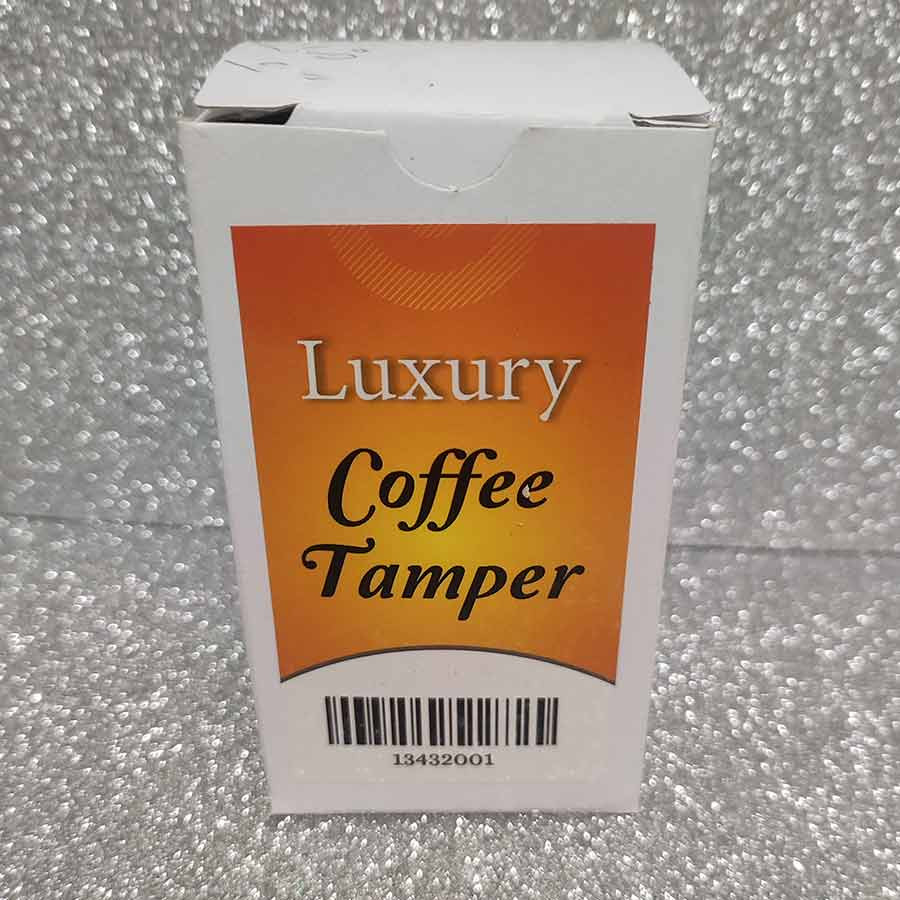 Luxury
Coffee
Tamper
13432001